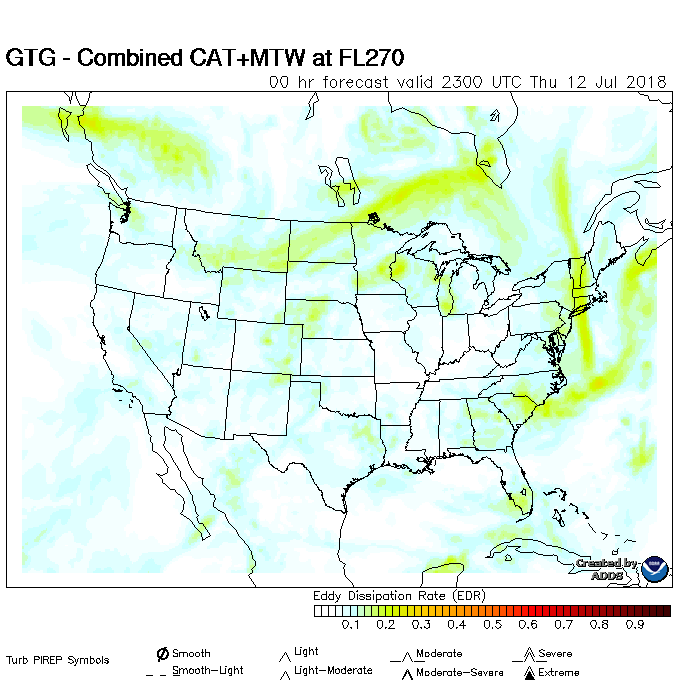 GTG - Combined CAT+MTW at FL270
00 hr forecast valid 2300 UTC Thu 12 Jul 2018
Created by
ADDS
Eddy Dissipation Rate (EDR)
0.1 0.2 0.3 0.4 0.5 0.6 0.7 0.8 0.9
Turb PIREP Symbols
Smooth Light Moderate Severe
Smooth-Light Light-Moderate Moderate-Severe Extreme